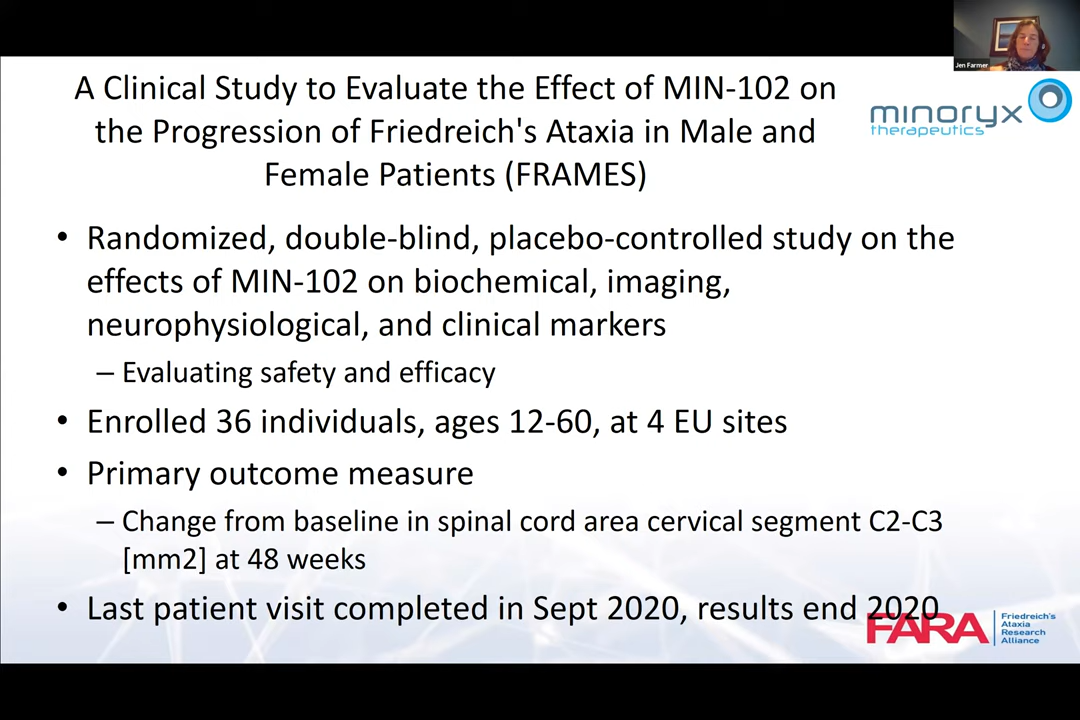 Jen Farmer
A Clinical Study to Evaluate the Effect of MIN-102 on
the Progression of Friedreich's Ataxia in Male and
Female Patients (FRAMES)
minoryx
therapeutics
• Randomized, double-blind, placebo-controlled study on the
effects of MIN-102 on biochemical, imaging,
neurophysiological, and clinical markers
– Evaluating safety and efficacy
• Enrolled 36 individuals, ages 12-60, at 4 EU sites
• Primary outcome measure
– Change from baseline in spinal cord area cervical segment C2-C3
[mm2] at 48 weeks
• Last patient visit completed in Sept 2020, results end 2020
FARA
Friedreich's
Ataxia
Research
Alliance